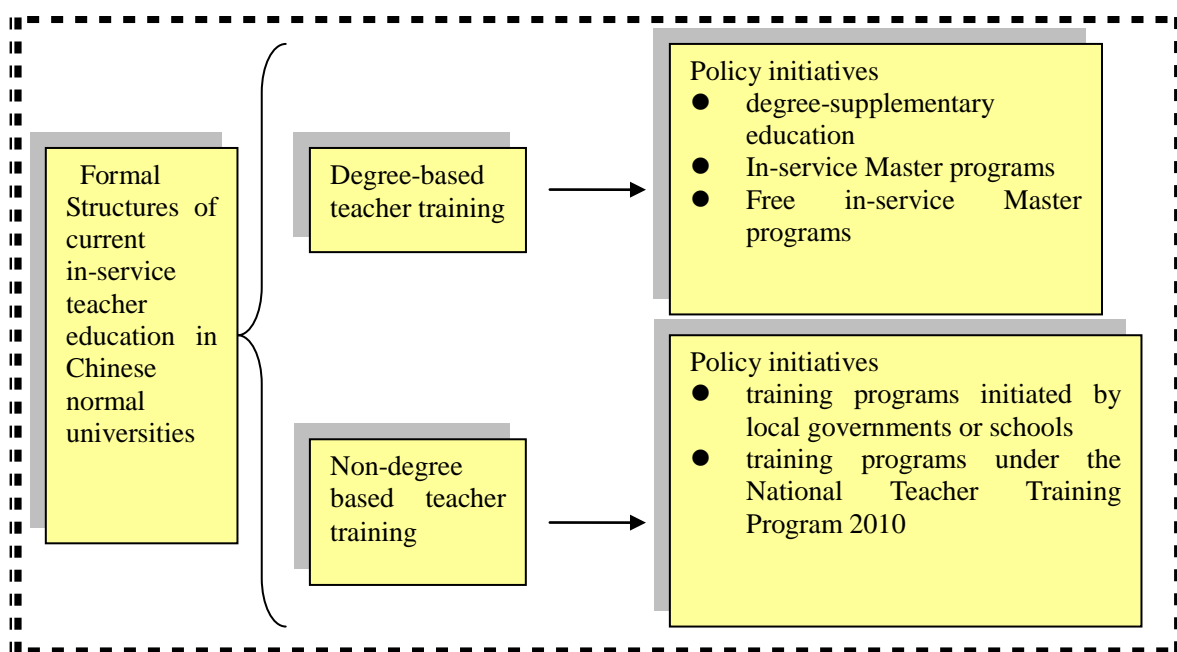 Formal
Structures of
current
in-service
teacher
education in
Chinese
normal
universities
Degree-based
teacher training
Policy initiatives
● degree-supplementary
education
● In-service Master programs
● Free in-service Master
programs
Non-degree
based teacher
training
Policy initiatives
● training programs initiated by
local governments or schools
● training programs under the
National Teacher Training
Program 2010